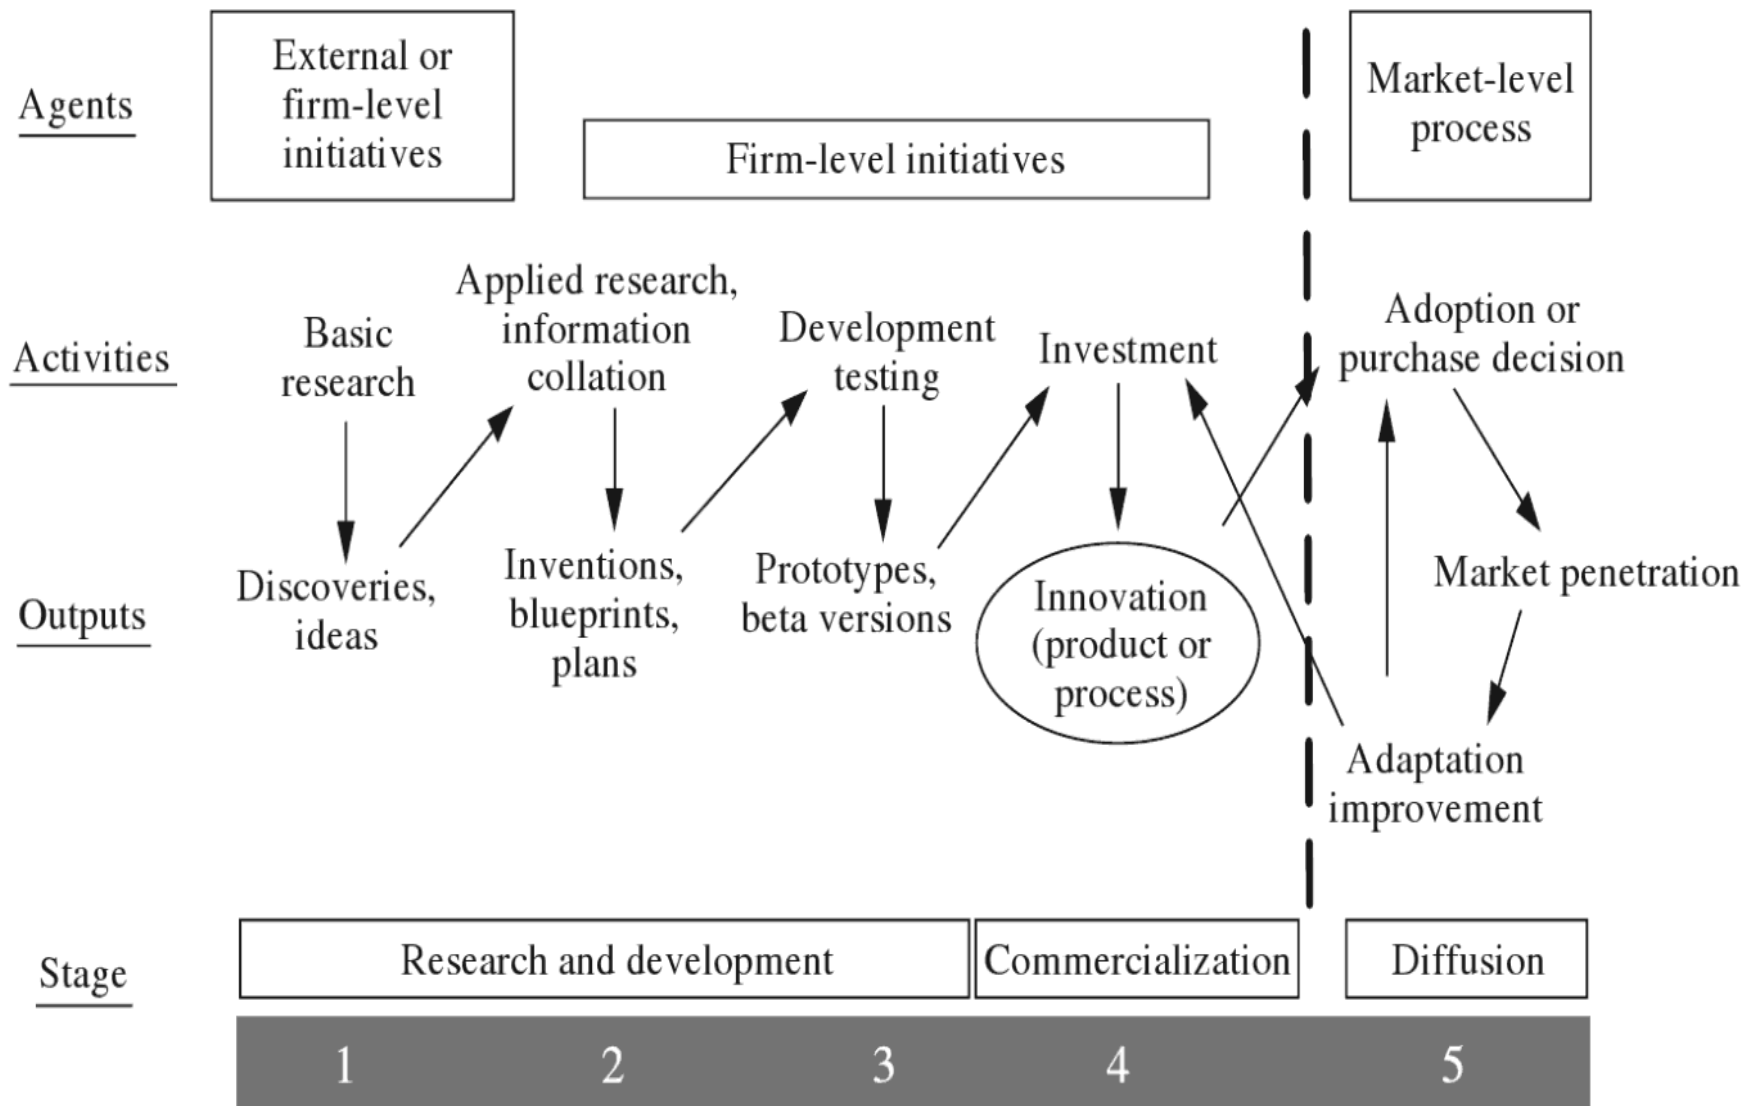 Agents
External or
firm-level
initiatives
Firm-level initiatives
Market-level
process
Activities
Basic
research
Applied research,
information
collation
Development
testing
Investment
Adoption or
purchase decision
Outputs
Discoveries,
ideas
Inventions,
blueprints,
plans
Prototypes,
beta versions
Innovation
(product or
process)
Market penetration
Adaptation
improvement
Stage
Research and development
Commercialization
Diffusion
1 2 3 4 5